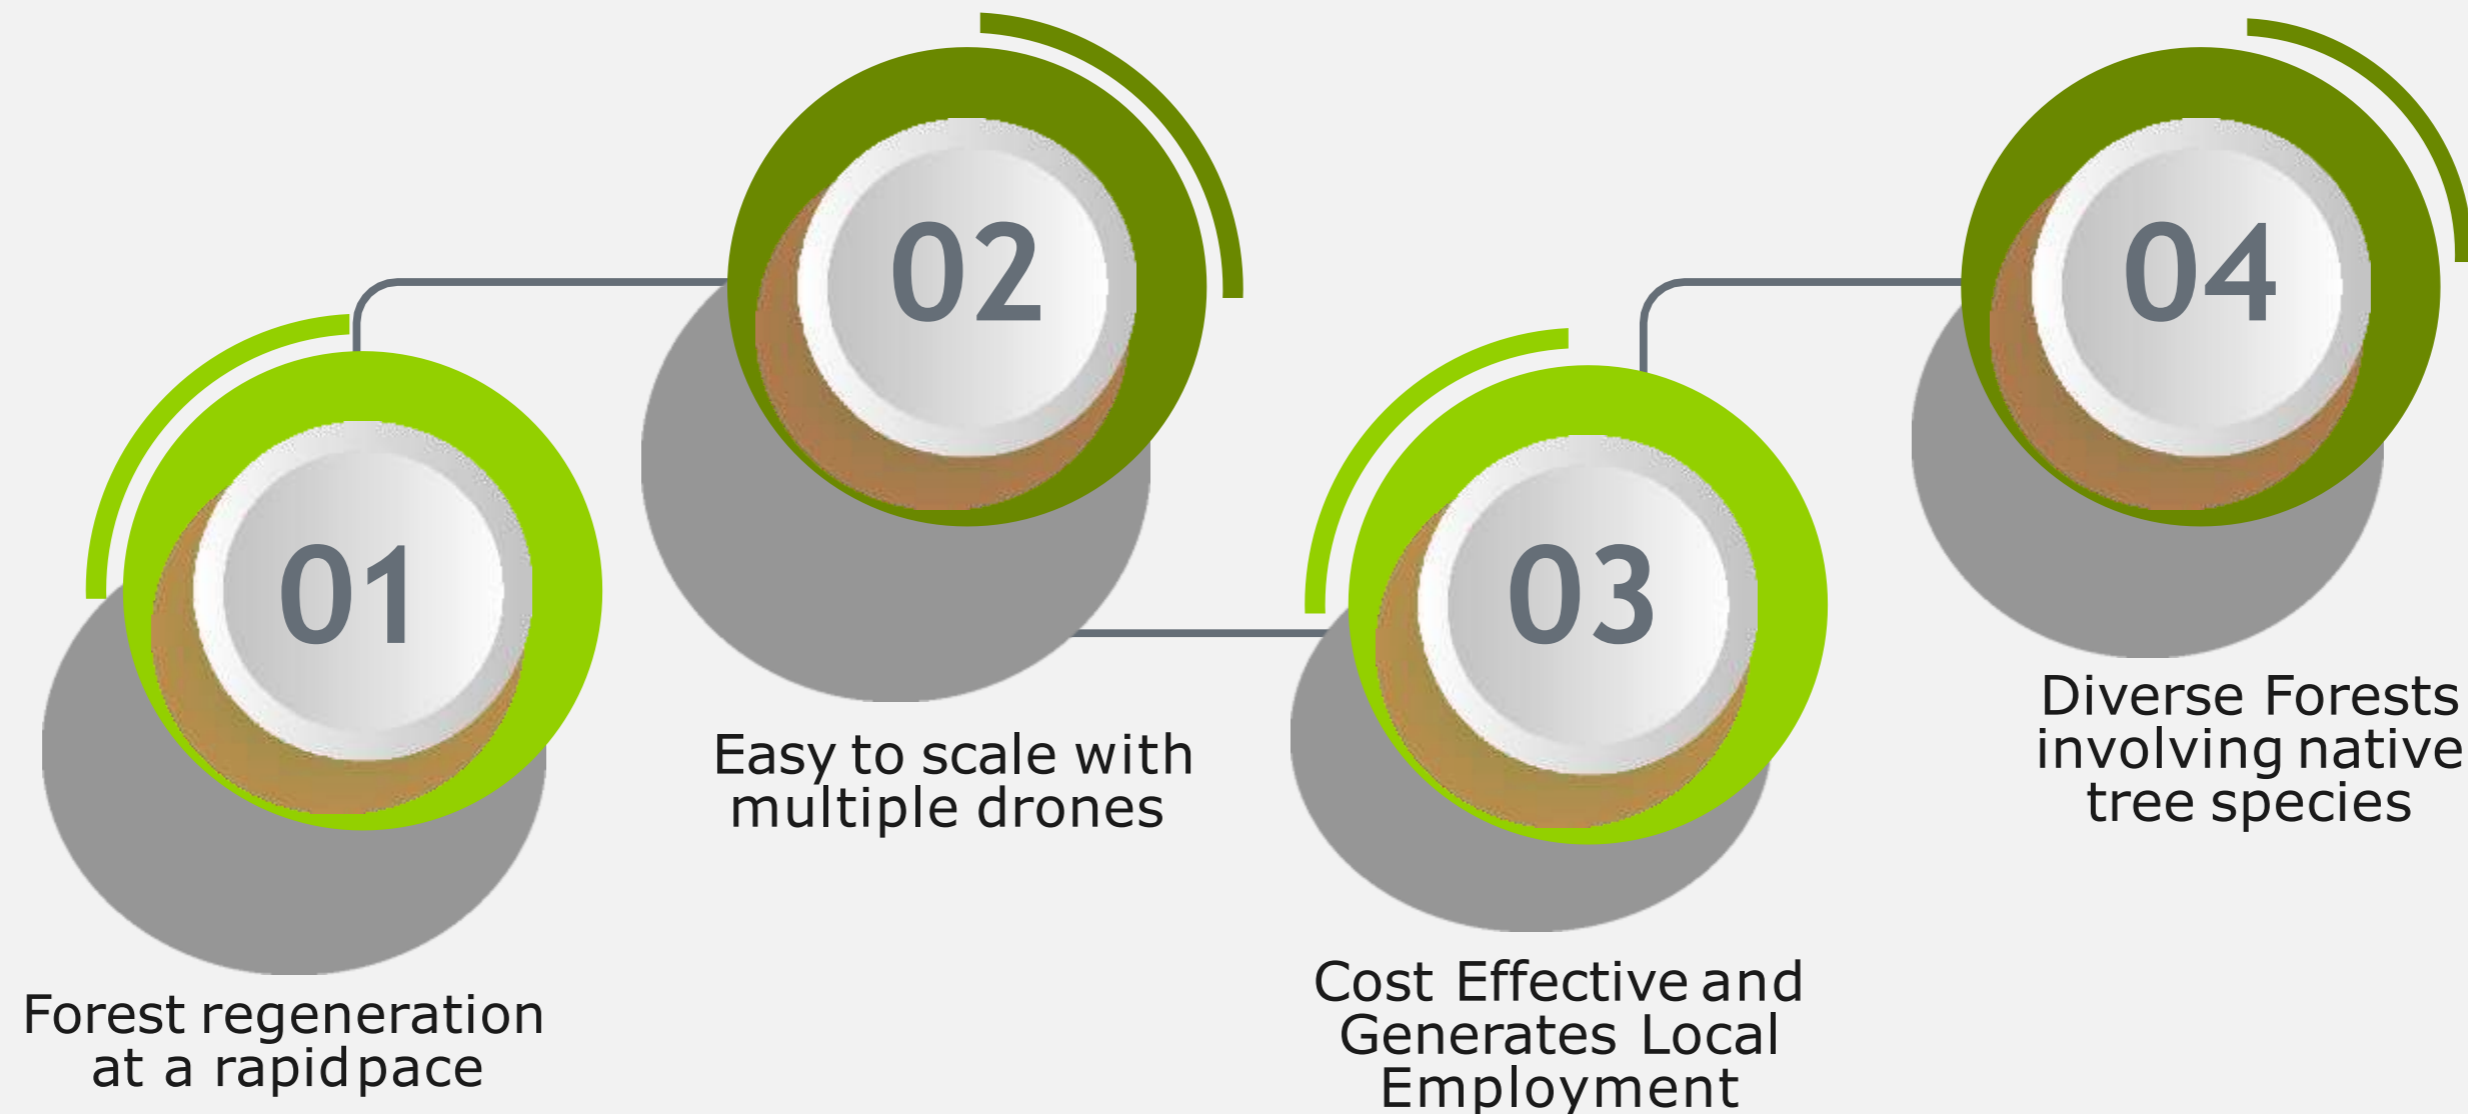 01
Forest regeneration
at a rapid pace
02
Easy to scale with
multiple drones
03
Cost Effective and
Generates Local
Employment
04
Diverse Forests
involving native
tree species